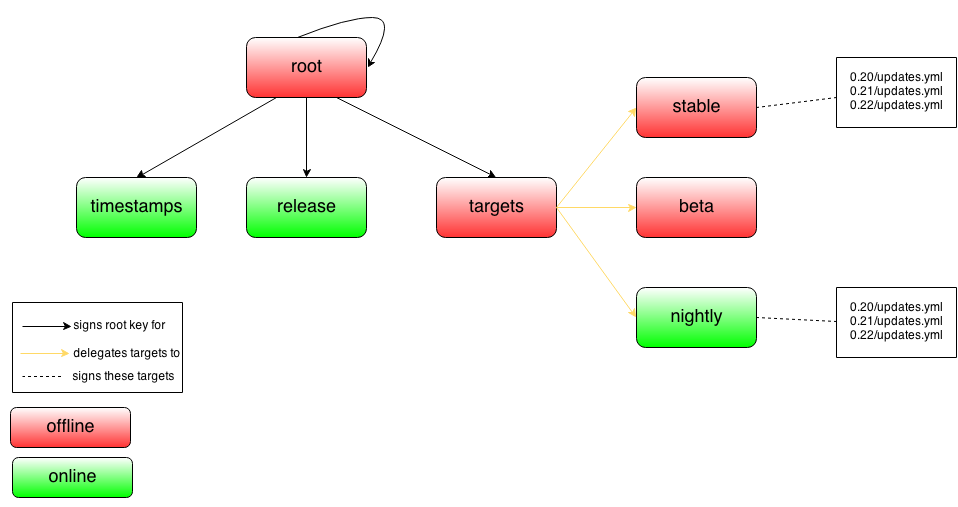 root
stable
0.20/updates.yml
0.21/updates.yml
0.22/updates.yml
timestamps
release
targets
beta
nightly
0.20/updates.yml
0.21/updates.yml
0.22/updates.yml
signs root key for
delegates targets to
signs these targets
offline
online